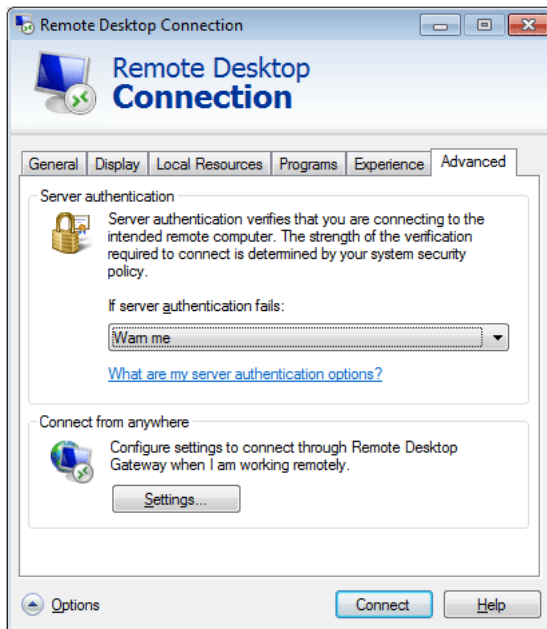 Remote Desktop Connection
Remote Desktop
Connection
General Display Local Resources Programs Experience Advanced
Server authentication
Server authentication verifies that you are connecting to the
intended remote computer. The strength of the verification
required to connect is determined by your system security
policy.
If server authentication fails:
Warn me
What are my server authentication options?
Connect from anywhere
Configure settings to connect through Remote Desktop
Gateway when I am working remotely.
Settings...
Options Connect Help